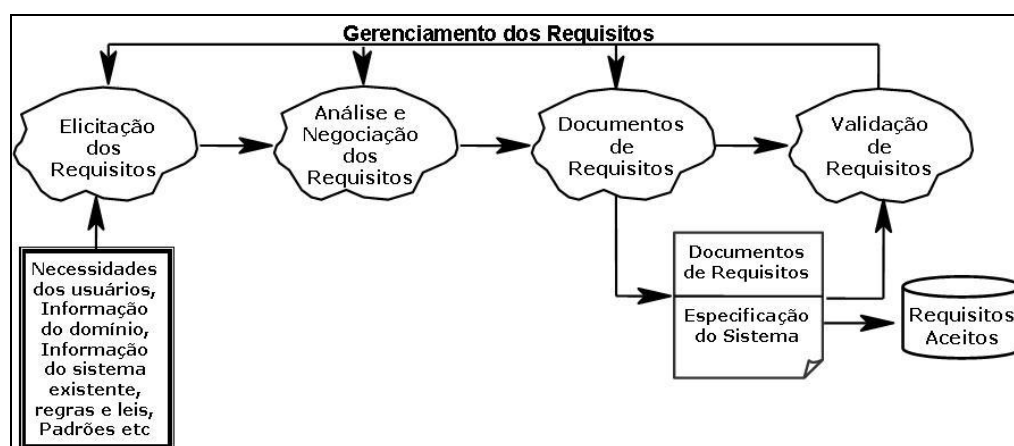 Gerenciamento dos Requisitos
Elicitação
dos
Requisitos
Análise e
Negociação
dos
Requisitos
Documentos
de
Requisitos
Validação
de
Requisitos
Necessidades
dos usuários,
Informação
do domínio,
Informação
do sistema
existente,
regras e leis,
Padrões etc
Documentos
de Requisitos
Especificação
do Sistema
Requisitos
Aceitos